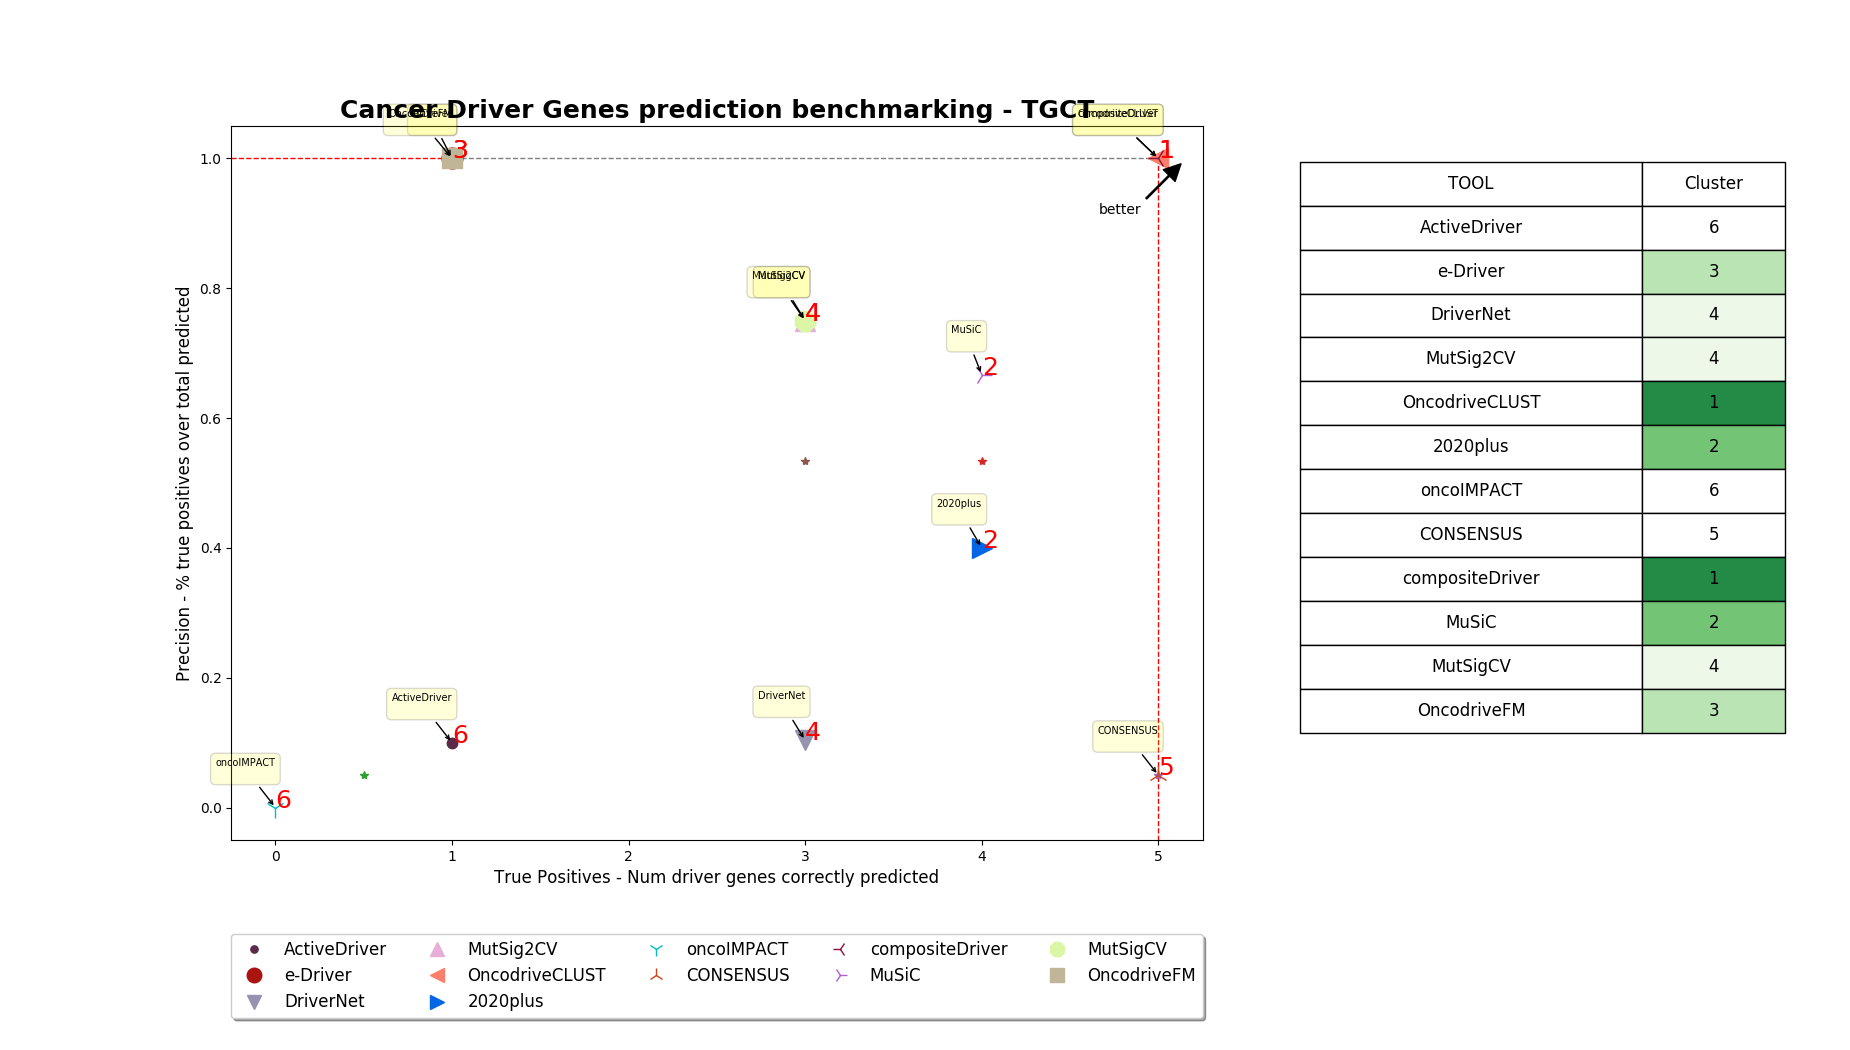 Cancer Driver Genes prediction benchmarking - TGCT
Precision - % true positives over total predicted
1.0
0.8
0.6
0.4
0.2
0.0
3
1
better
MutSig2CV
4
MuSiC
2
2020plus
2
ActiveDriver
6
DriverNet
4
CONSENSUS
5
oncoIMPACT
6
0 1 2 3 4 5
True Positives - Num driver genes correctly predicted
TOOL Cluster
ActiveDriver 6
e-Driver 3
DriverNet 4
MutSig2CV 4
OncodriveCLUST 1
2020plus 2
oncoIMPACT 6
CONSENSUS 5
compositeDriver 1
MuSiC 2
MutSigCV 4
OncodriveFM 3
ActiveDriver MutSig2CV oncoIMPACT compositeDriver MutSigCV
e-Driver OncodriveCLUST CONSENSUS MuSiC OncodriveFM
DriverNet 2020plus